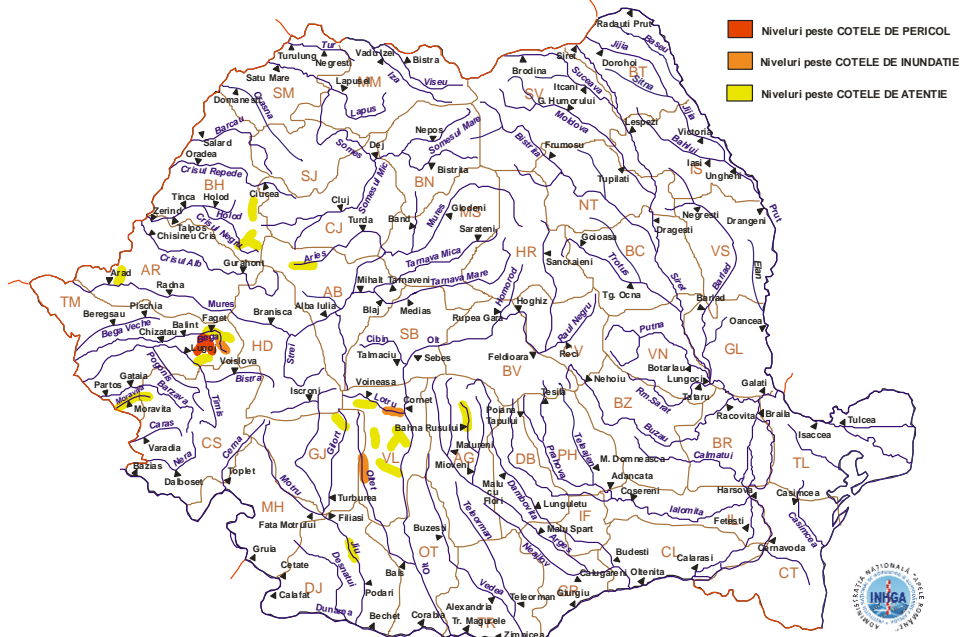 Niveluri peste COTELE DE PERICOL
Niveluri peste COTELE DE INUNDATIE
Niveluri peste COTELE DE ATENTIE
Radauti Prut
Tur
Turulung
Vadu Izei
Negresti
Bistra
Siret
Jijia
Baseu
Dorohoi
BT
Satu Mare
Lapusel
MM
Iza
Viseu
Brodina
Suceava
Itcani
Sitna
SM
Domanesti
Crasna
Lapus
SV
G. Humorului
Moldova
Jijia
Barcau
Salard
Nepos
Somesul Mare
Lespezi
Victoria
Bahlui
Oradea
Somes
Dej
Bistrita
Frumosu
Iasi
IS
Ungheni
Crisul Repede
BH
SJ
Somesul Mic
BN
Bistrita
Tupilati
Ciucea
Tinca
Holod
Cluj
Glodeni
MS
NT
Prut
Zerind
Talpos
Holod
Crisul Negru
Chisineu Cris
CJ
Turda
Band
Mures
Sarateni
Negresti
Drangeni
Dragesti
Goioasa
BC
VS
Crisul Alb
Gurahont
Aries
Tarnava Mica
HR
Sancraieni
Trotus
Siret
Barlad
Elan
Arad
AR
Radna
Mihalt
Tarnaveni
Tarnava Mare
Homorod
Tg. Ocna
TM
Mures
AB
Alba Iulia
Blaj
Medias
Rupea Gara
Hoghiz
Barlad
Beregsau
Pischia
Faget
Branisca
SB
Raul Negru
Putna
Oancea
Bega Veche
Balint
Chizatau
Bega
HD
Cibin
Olt
VN
GL
Lugoj
Strei
Talmaciu
Sebes
Feldioara
Reci
Botarlau
Voislova
BV
Lungoci
Gataia
Pogonis
Bistra
Nehoiu
Tataru
Galati
Partos
Moravita
Barzava
Timis
Iscroni
Voineasa
Lotru
Cornet
Tesila
BZ
Rm Sarat
Racovita
Braila
Tulcea
Moravita
Bahna Rusului
Poiana
Tapului
Isaccea
Caras
CS
Cerna
Gilort
VL
Malureni
Teleajen
Buzau
BR
Varadia
Nera
GJ
AG
DB
PH
Prahova
M. Domneasca
Calmatui
TL
Bazias
Dalboset
Toplet
Motru
Oltet
Mioveni
Malu
cu
Flori
Dambovita
Adancata
Cosereni
Harsova
Casimcea
MH
Turburea
Lunguletu
Ialomita
Fata Motrului
Filiasi
Buzesti
Teleorman
IF
Malu Spart
Fetesti
Casimcea
Gruia
Jiu
OT
Arges
Cernavoda
Desnatui
Neajlov
Budesti
CL
Calarasi
CT
Cetate
Bals
Olt
Calugareni
Oltenita
Calafat
DJ
Podari
Vedea
Giurgiu
Teleorman
Alexandria
Dunarea
Bechet
Corabia
Tr. Magurele
Zimnicea
INHGA